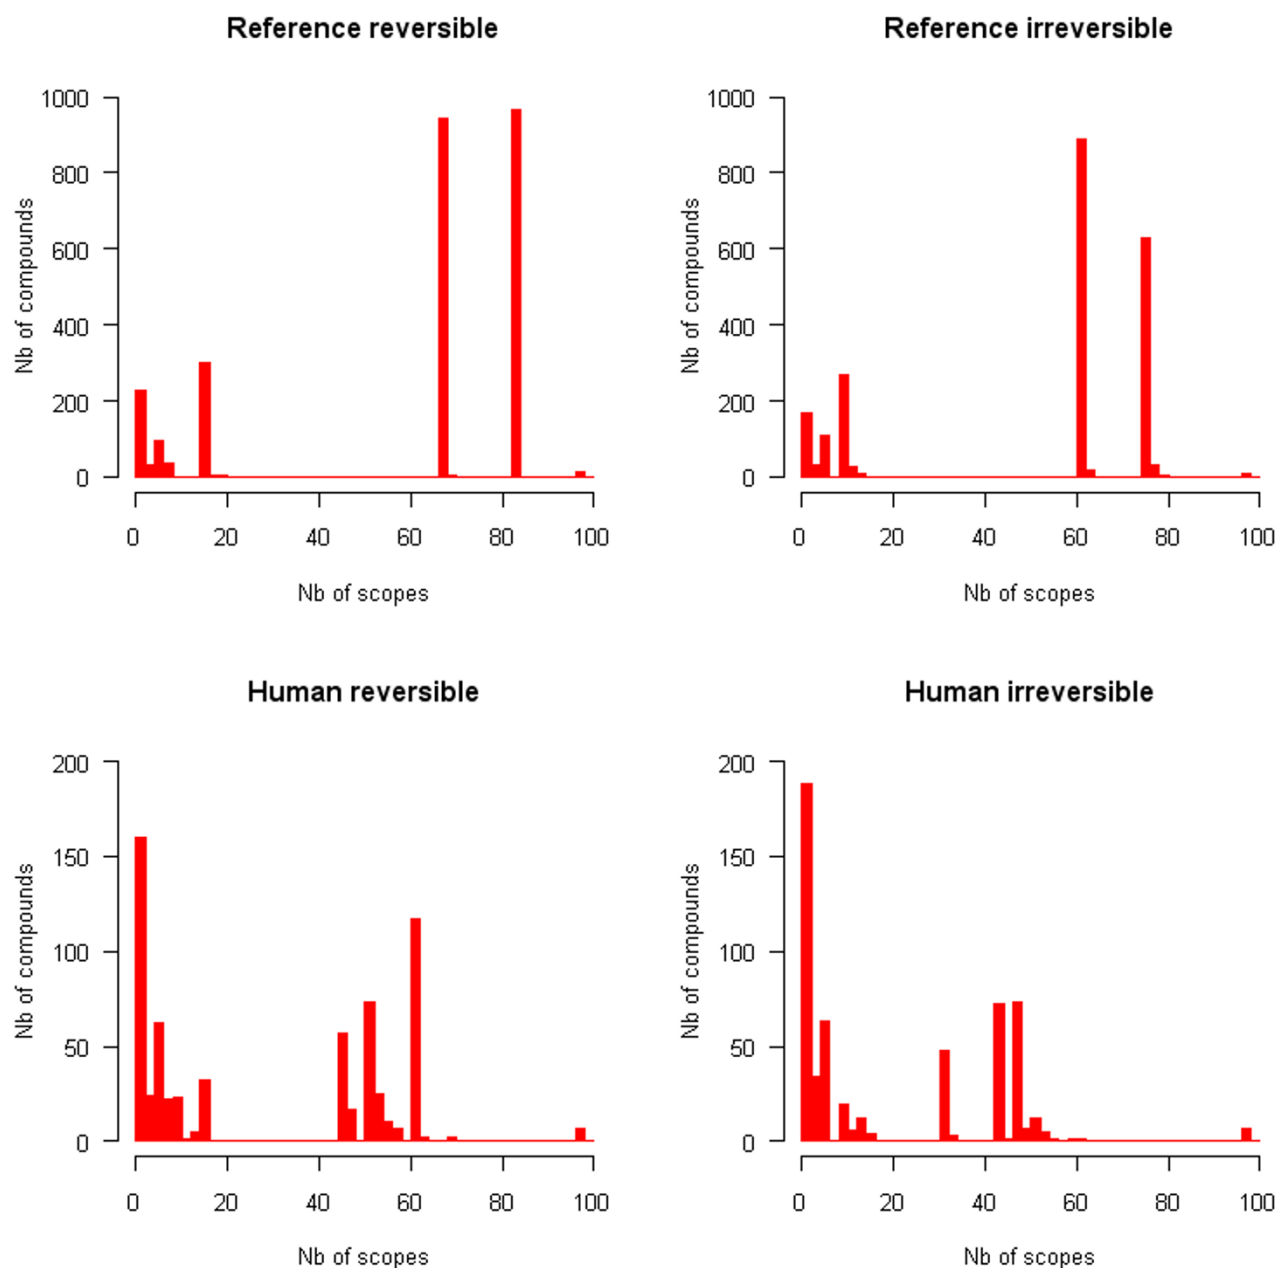 Reference reversible
Nb of compounds
1000
800
600
400
200
0
0 20 40 60 80 100
Nb of scopes
Reference irreversible
Nb of compounds
1000
800
600
400
200
0
0 20 40 60 80 100
Nb of scopes
Human reversible
Nb of compounds
200
150
100
50
0
0 20 40 60 80 100
Nb of scopes
Human irreversible
Nb of compounds
200
150
100
50
0
0 20 40 60 80 100
Nb of scopes